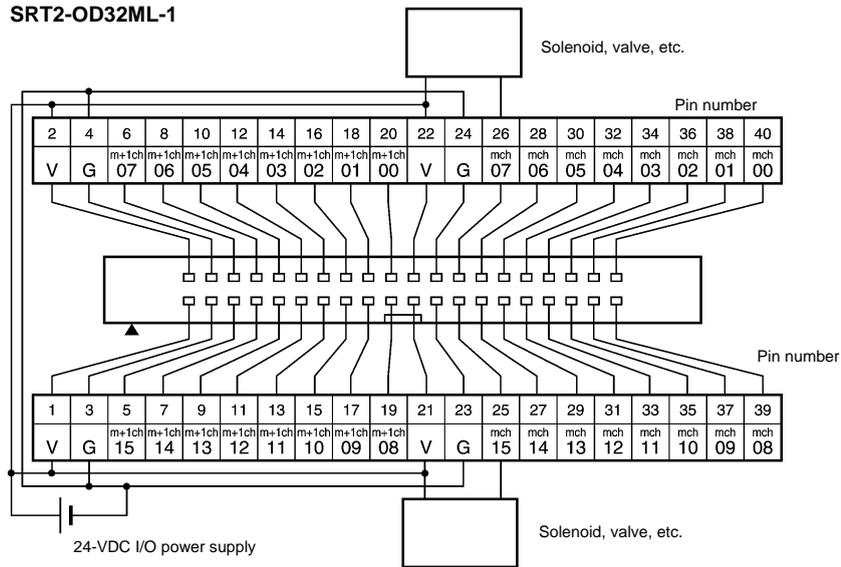 SRT2-OD32ML-1
Solenoid, valve, etc.
Pin number
2 4 6 8 10 12 14 16 18 20 22 24 26 28 30 32 34 36 38 40
m+1ch m+1ch m+1ch m+1ch m+1ch m+1ch m+1ch m+1ch mch mch mch mch mch mch mch mch
V G 07 06 05 04 03 02 01 00 V G 07 06 05 04 03 02 01 00
Pin number
1 3 5 7 9 11 13 15 17 19 21 23 25 27 29 31 33 35 37 39
m+1ch m+1ch m+1ch m+1ch m+1ch m+1ch m+1ch m+1ch mch mch mch mch mch mch mch mch
V G 15 14 13 12 11 10 09 08 V G 15 14 13 12 11 10 09 08
Solenoid, valve, etc.
24-VDC I/O power supply